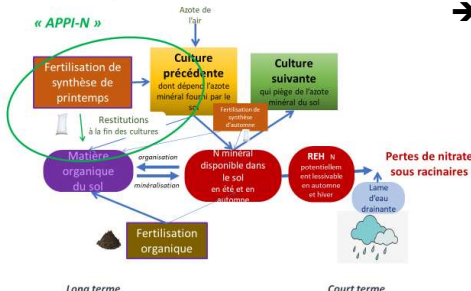 Azote de
l'air
« APPI-N »
➔
Fertilisation de
synthèse de
printemps
Culture
précédente
dont dépend l'azote
minéral fourni par le
sol
Culture
suivante
qui piège de l'azote
minéral du sol
Fertilisation de
synthèse
d'automne
Restitutions
à la fin des cultures
Matière
organique
du sol
organisation
minéralisation
N minéral
disponible dans
le sol
en été et en
automne
REH N
potentiellem
ent lessivable
en automne
et hiver
Pertes de nitrate
sous racinaires
Lame
d'eau
drainante
Fertilisation
organique
Long terme
Court terme